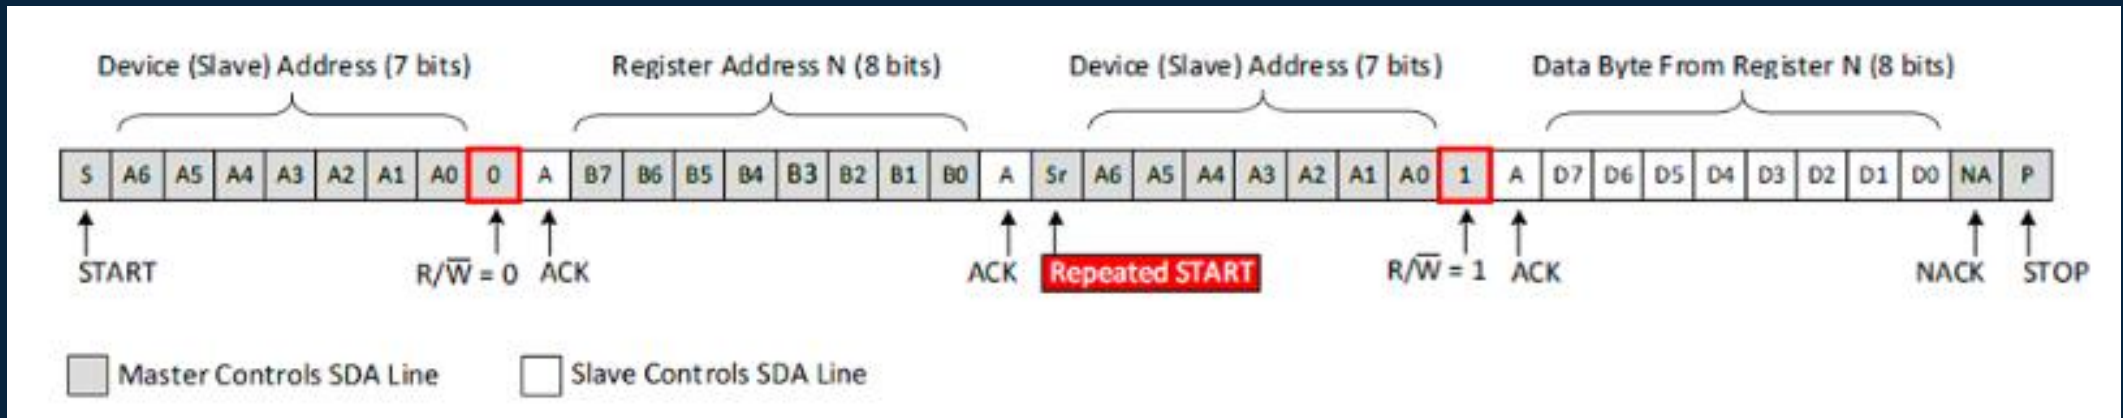 Device (Slave) Address (7 bits) Register Address N (8 bits) Device (Slave) Address (7 bits) Data Byte From Register N (8 bits)
S A6 A5 A4 A3 A2 A1 A0 0 A B7 B6 B5 B4 B3 B2 B1 B0 A Sr A6 A5 A4 A3 A2 A1 A0 1 A D7 D6 D5 D4 D3 D2 D1 D0 NA P
START R/W̅ = 0 ACK ACK Repeated START R/W̅ = 1 ACK NACK STOP
Master Controls SDA Line Slave Controls SDA Line